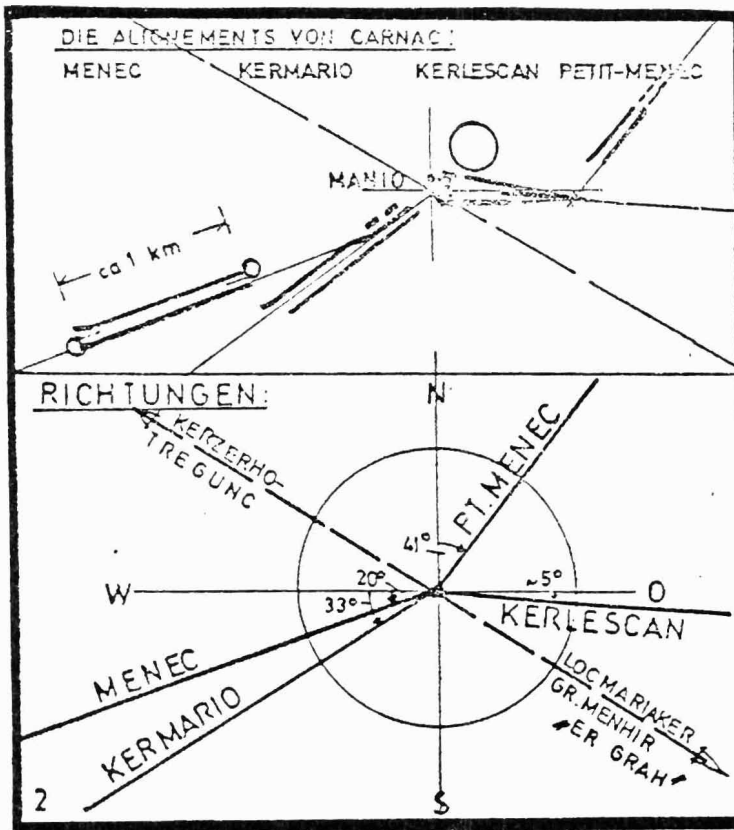 DIE ALIGNEMENTS VON CARNAC:
MENEC KERMARIO KERLESCAN PETIT-MENEC
MANIO
ca 1 km
RICHTUNGEN:
N
KERZERHO-
TREGUNC
PT. MENEC
41°
W
20°
33°
~5°
O
KERLESCAN
MENEC
KERMARIO
LOCMARIAKER
GR. MENHIR
"ER GRAH"
2
S